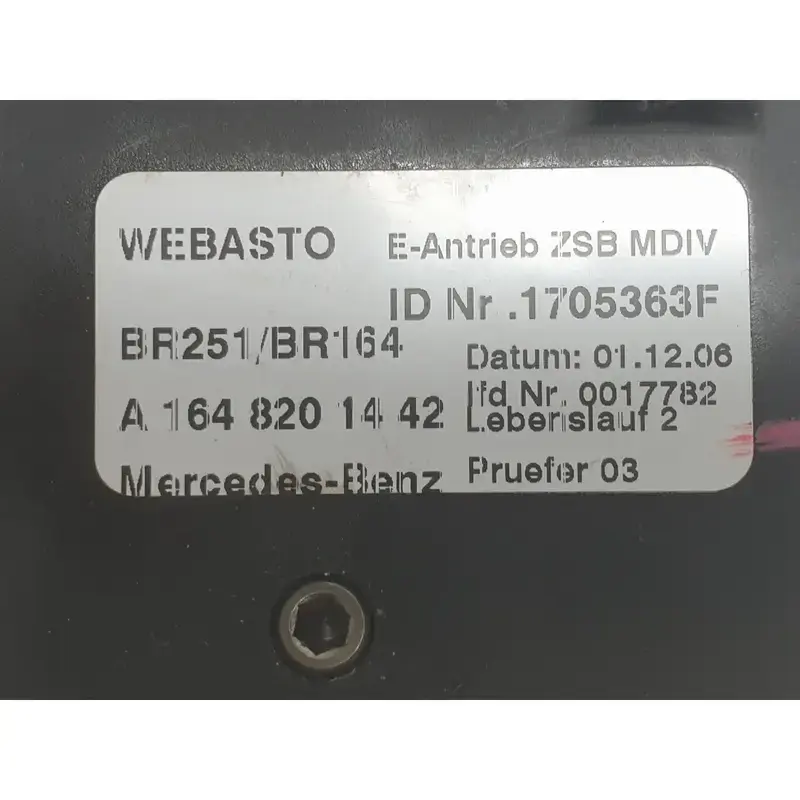 WEBASTO
E-Antrieb ZSB MDIV
ID Nr .1705363F
BR251/BR164
Datum: 01.12.06
lfd Nr. 0017782
A 164 820 14 42
Lebenslauf 2
Mercedes-Benz
Pruefer 03